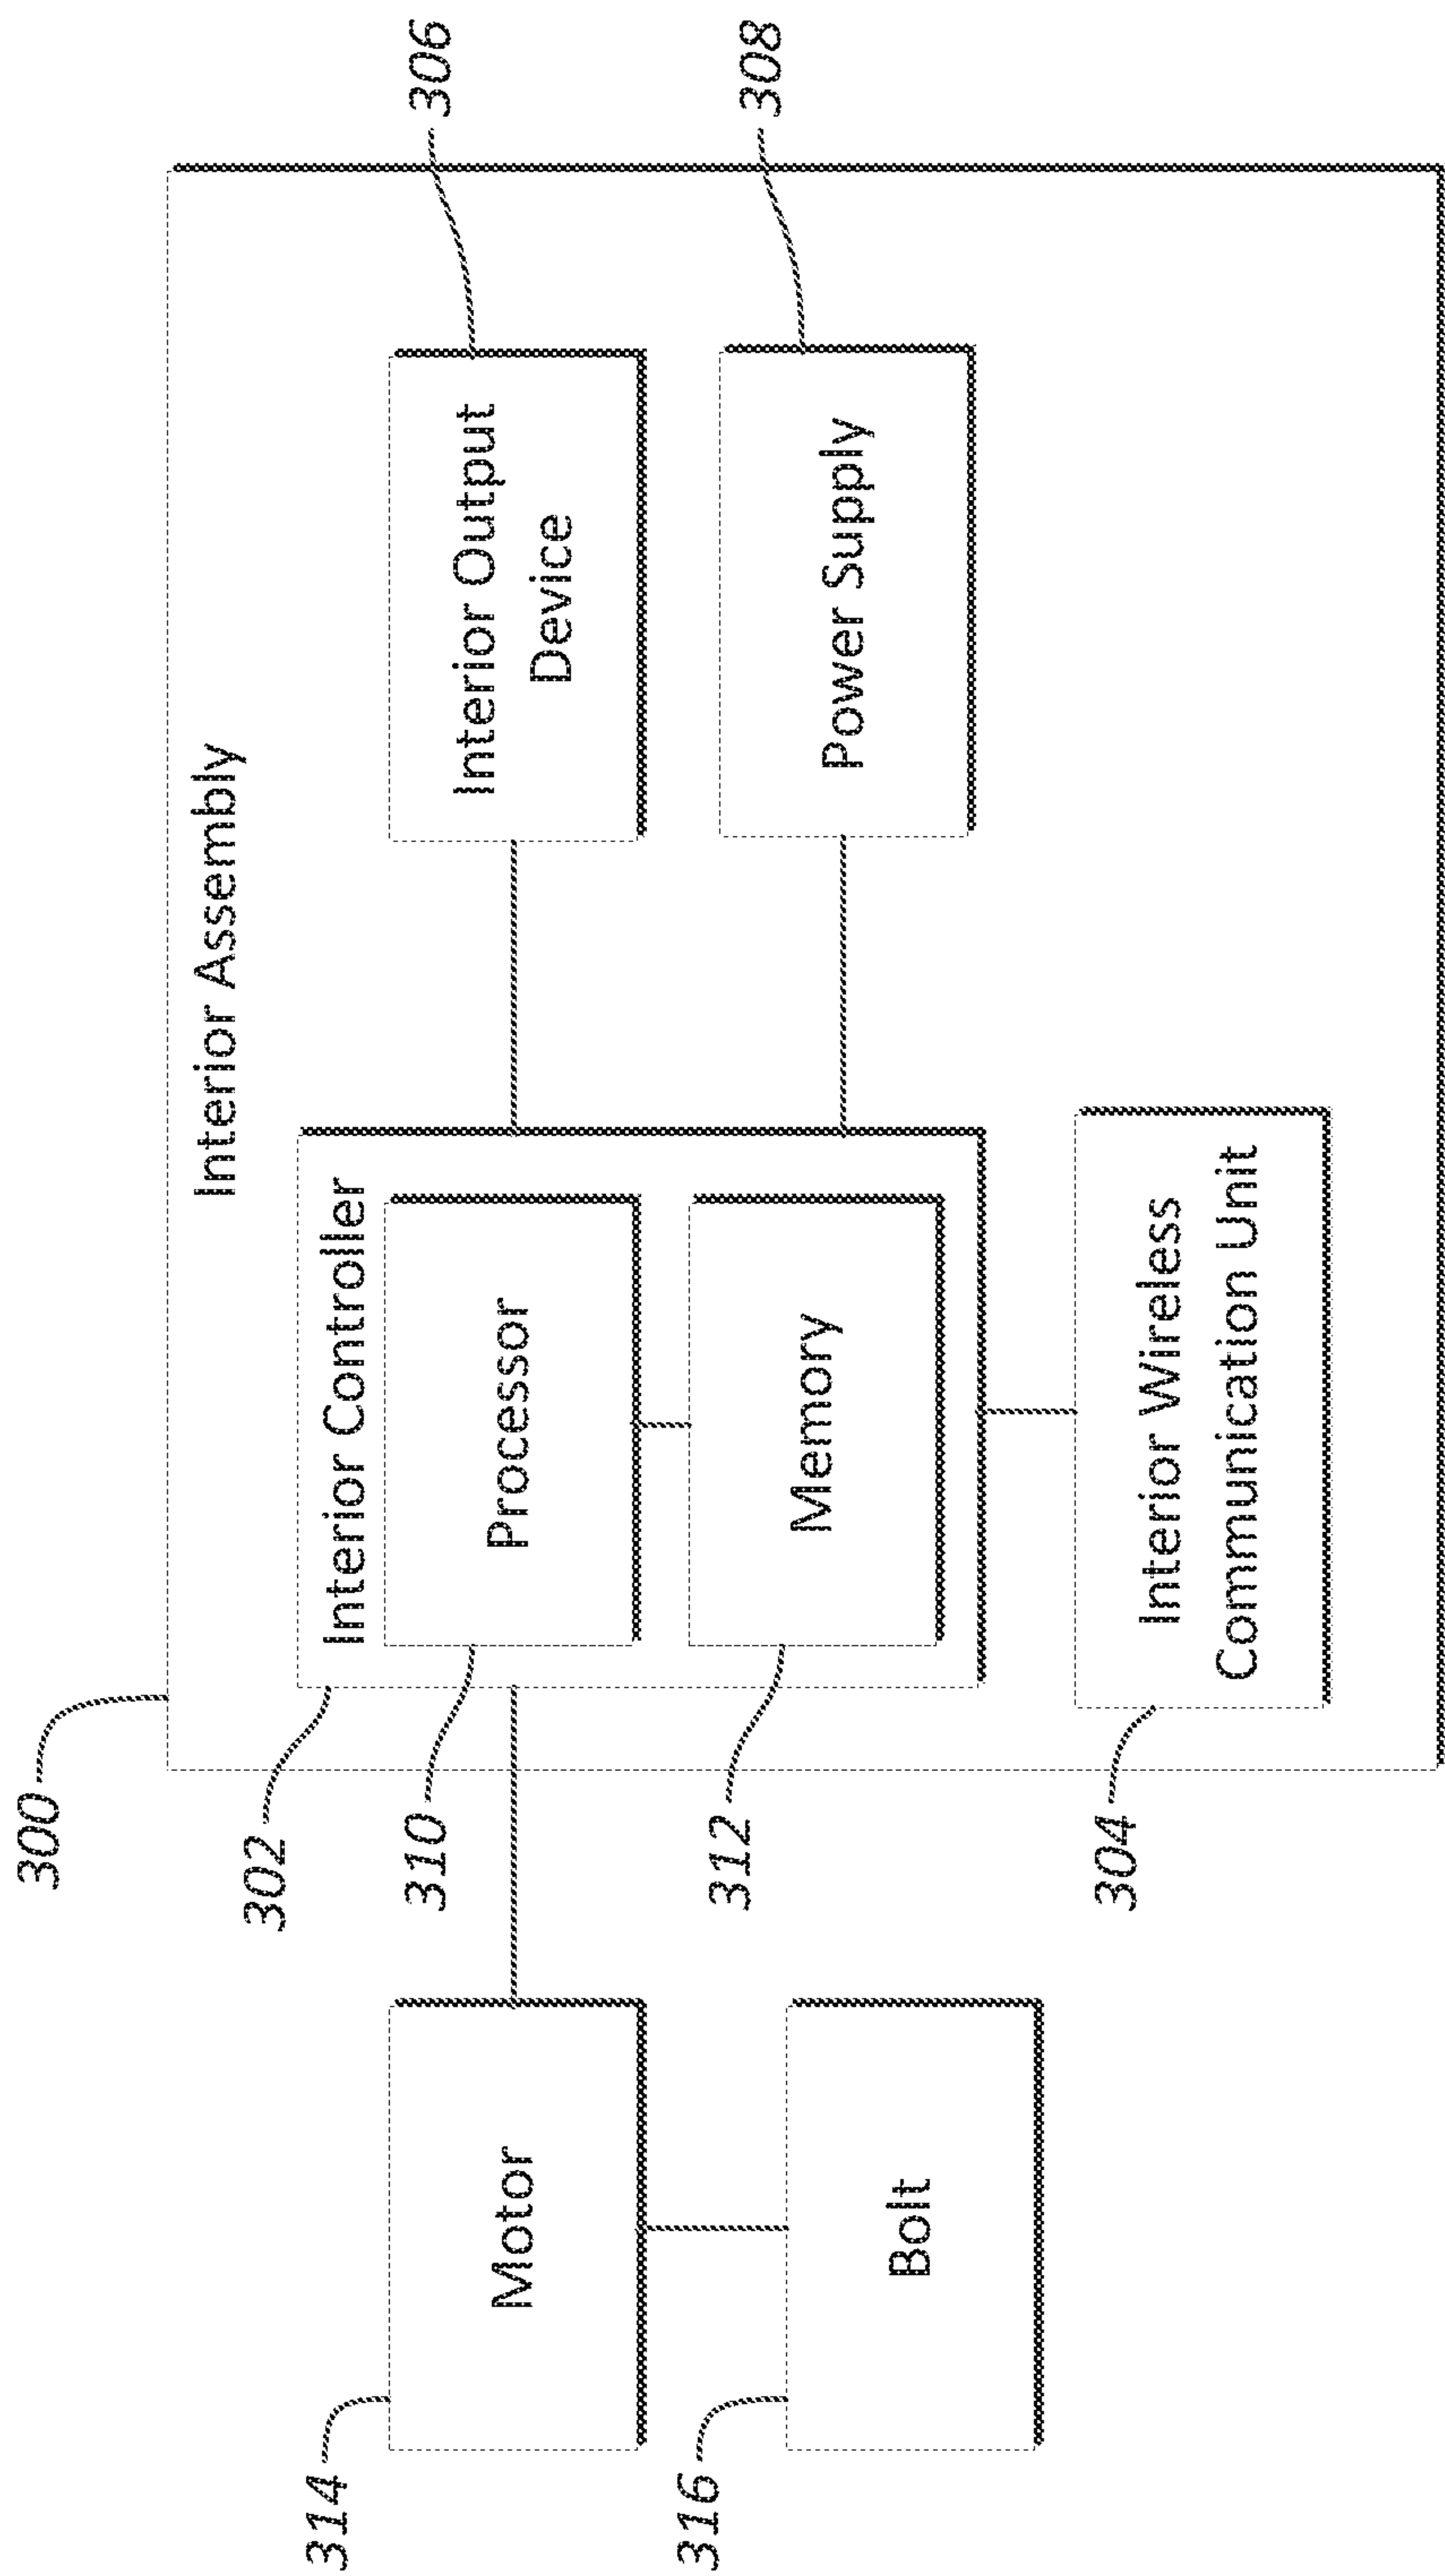 300
Interior Assembly
302
Interior Controller
314
Motor
310
Processor
Interior Output
Device
306
316
Bolt
312
Memory
Power Supply
308
304
Interior Wireless
Communication Unit